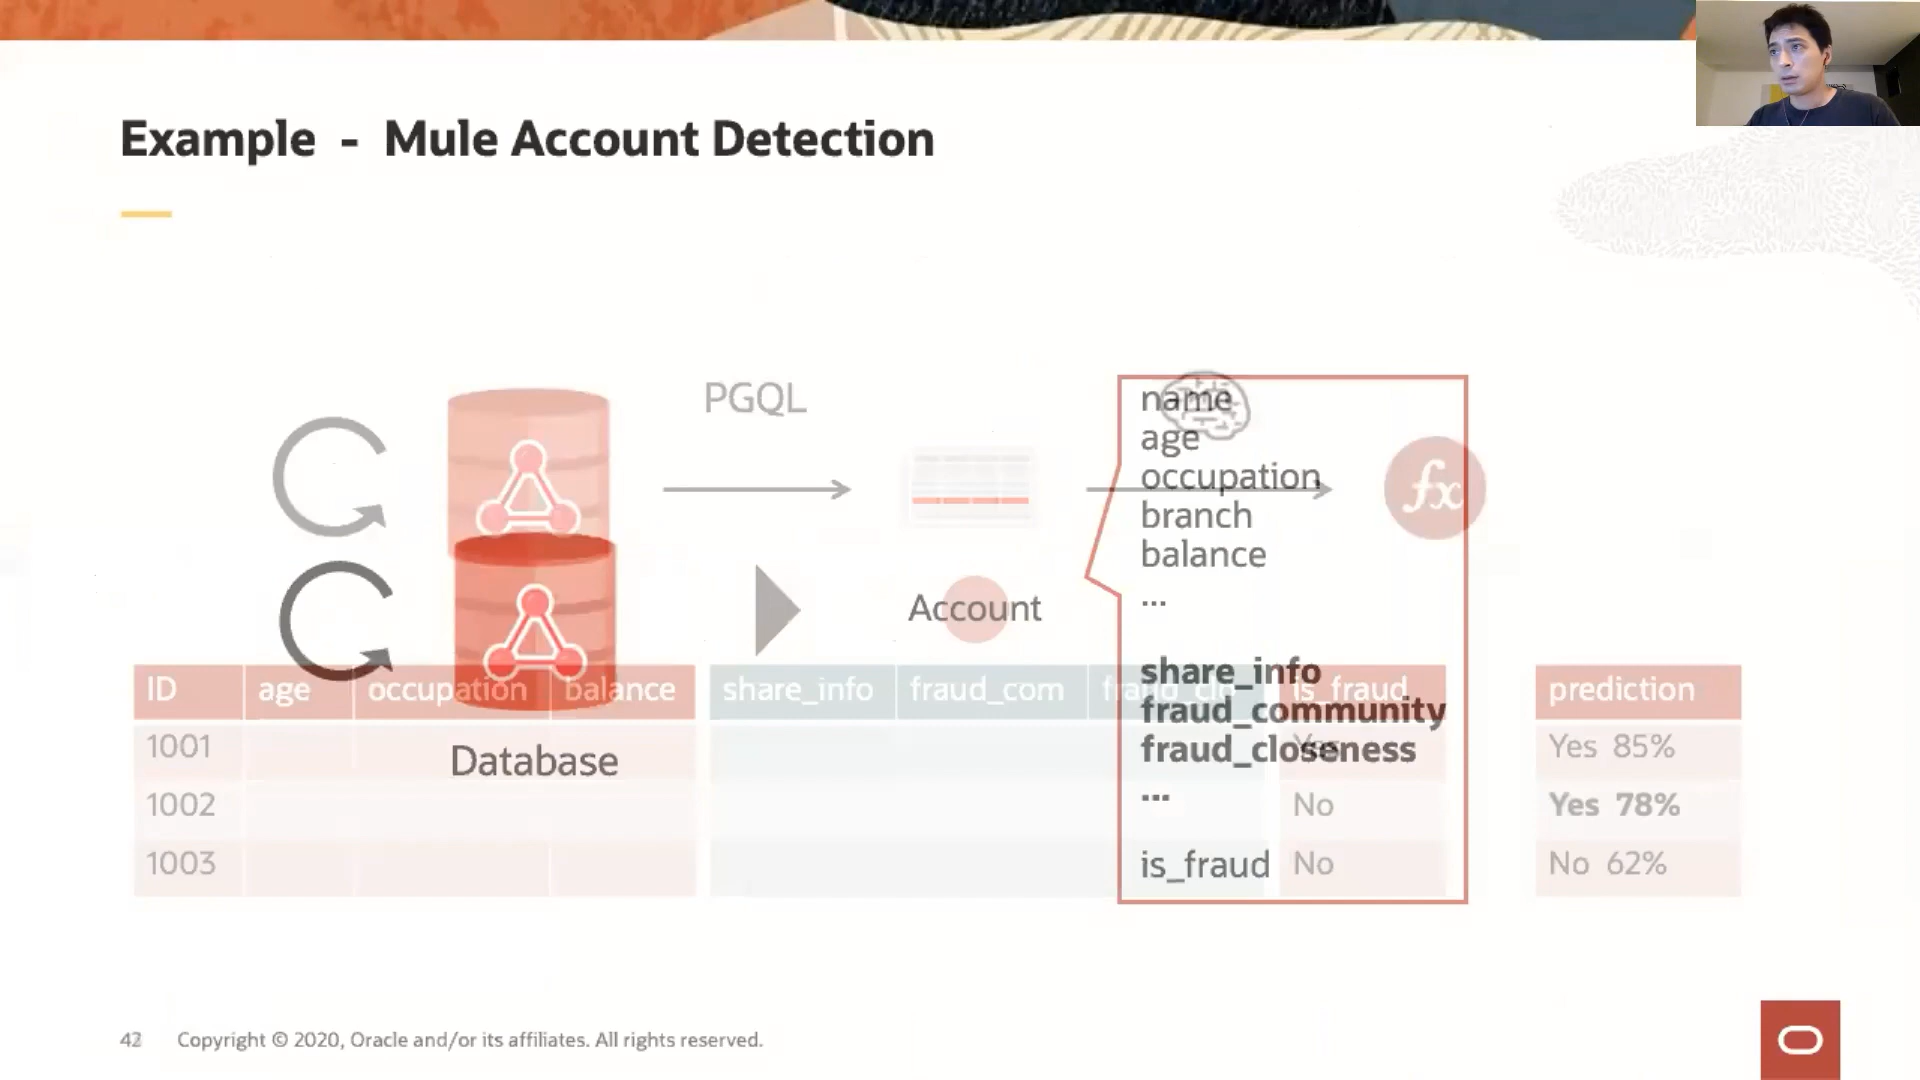 Example - Mule Account Detection
PGQL
name
age
occupation
branch
balance
...
share_info
fraud_community
fraud_closeness
...
is_fraud
fx
Account
Database
ID age occupation balance share_info fraud_com is_fraud prediction
1001 Yes Yes 85%
1002 No Yes 78%
1003 No No 62%
Copyright © 2020, Oracle and/or its affiliates. All rights reserved.